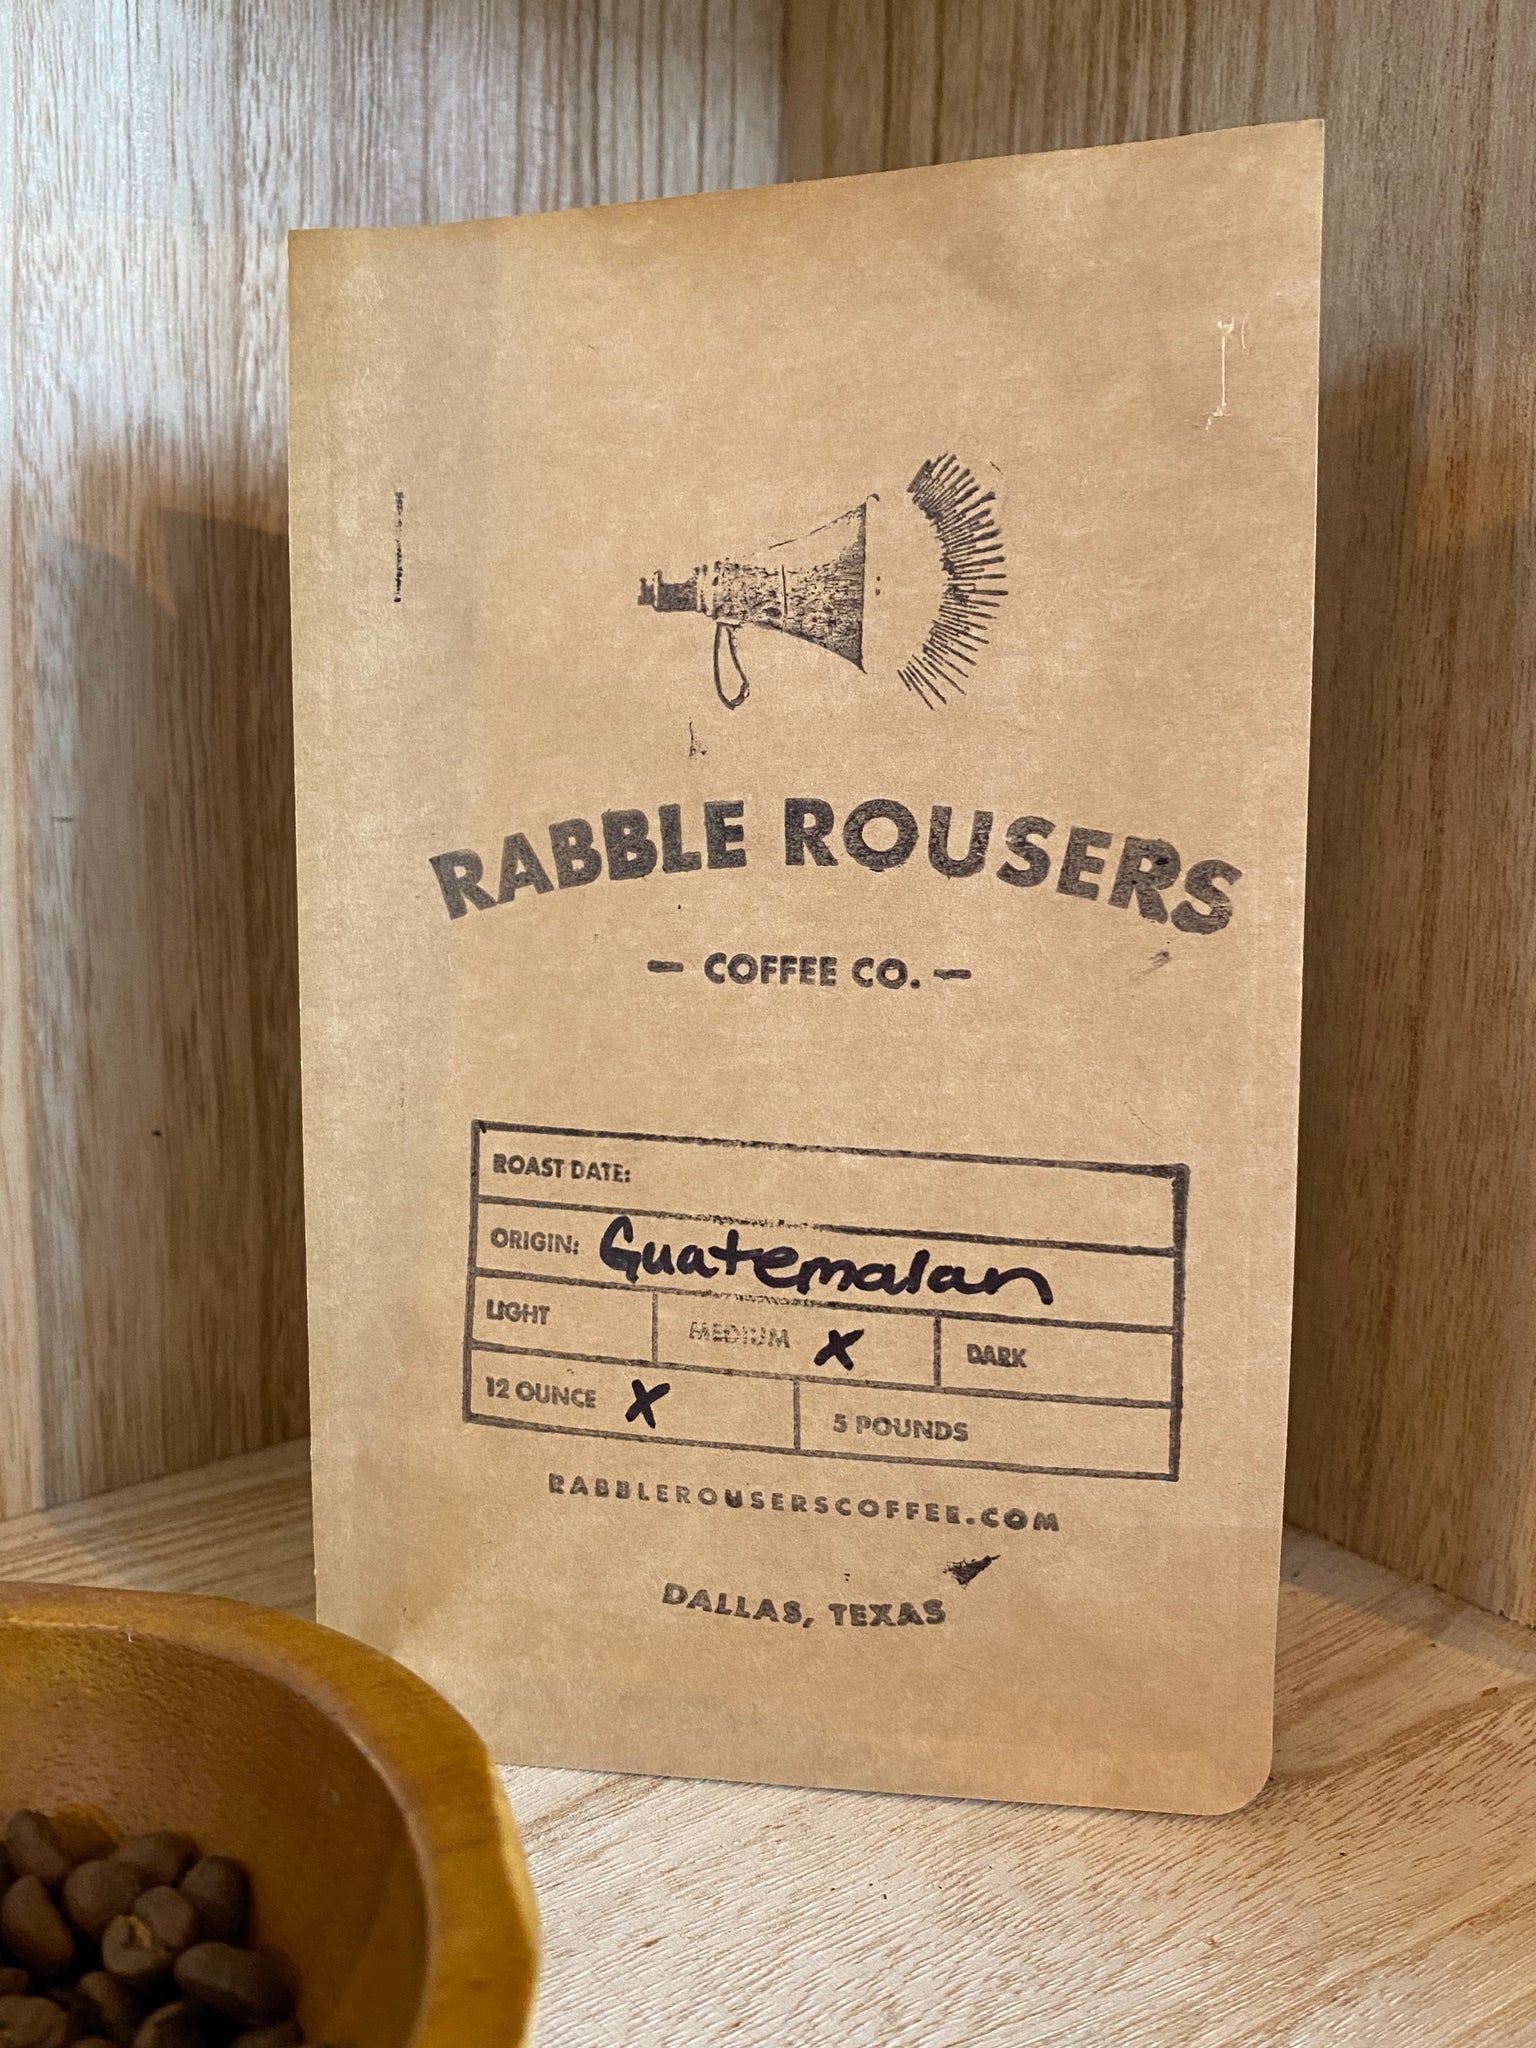 RABBLE ROUSERS
— COFFEE CO. —
ROAST DATE:
ORIGIN: Guatemalan
LIGHT MEDIUM X DARK
12 OUNCE X 5 POUNDS
RABBLEROUSERSCOFFEE.COM
DALLAS, TEXAS